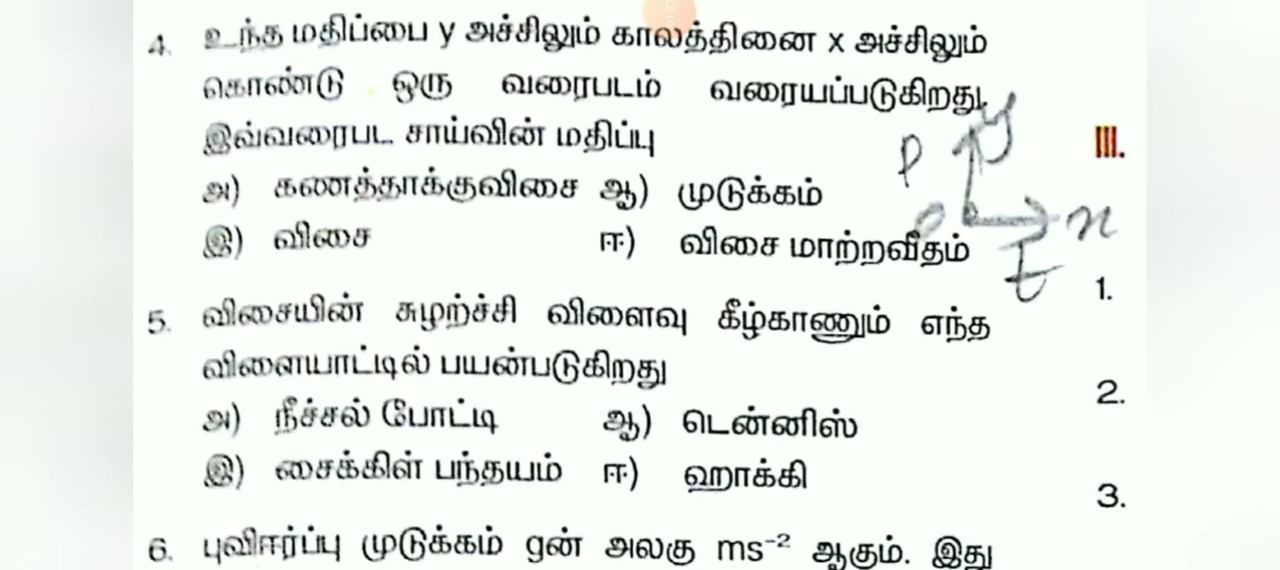 4. உந்த மதிப்பை y அச்சிலும் காலத்தினை x அச்சிலும்
கொண்டு ஒரு வரைபடம் வரையப்படுகிறது.
இவ்வரைபட சாய்வின் மதிப்பு
அ) கணத்தாக்குவிசை ஆ) முடுக்கம்
இ) விசை ஈ) விசை மாற்றவீதம்
P y
o x
t
5. விசையின் சுழற்ச்சி விளைவு கீழ்காணும் எந்த
விளையாட்டில் பயன்படுகிறது
அ) நீச்சல் போட்டி ஆ) டென்னிஸ்
இ) சைக்கிள் பந்தயம் ஈ) ஹாக்கி
6. புவிஈர்ப்பு முடுக்கம் gன் அலகு ms⁻² ஆகும். இது
III.
1.
2.
3.